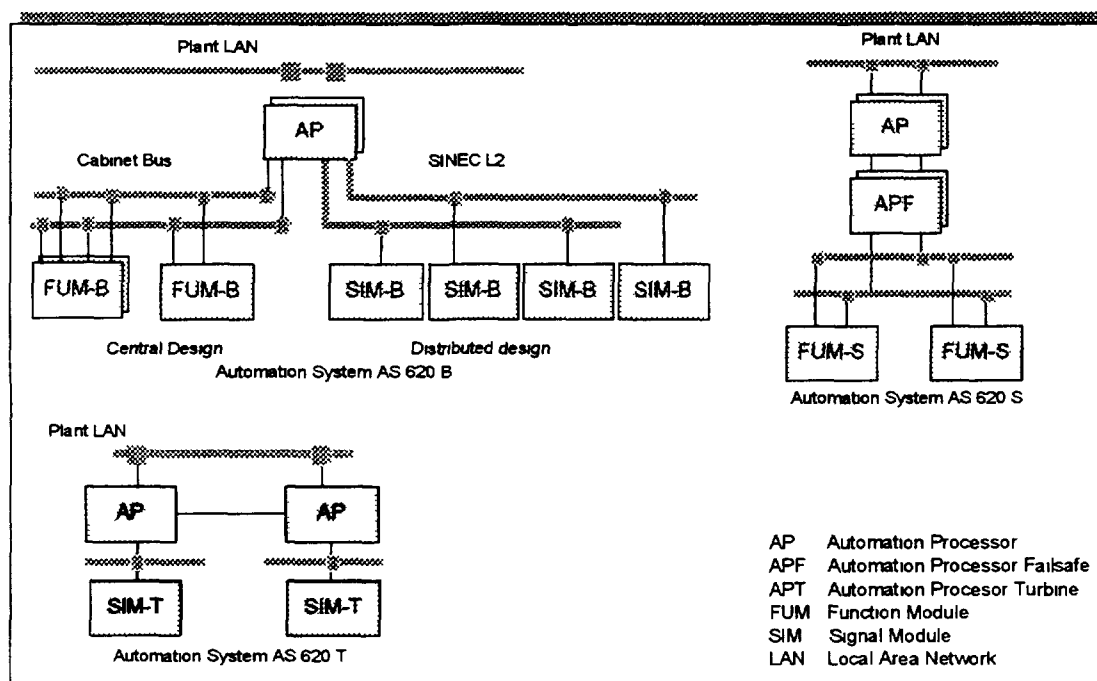 Plant LAN
AP
Cabinet Bus
SINEC L2
FUM-B
FUM-B
SIM-B
SIM-B
SIM-B
SIM-B
Central Design
Distributed design
Automation System AS 620 B
Plant LAN
AP
APF
FUM-S
FUM-S
Automation System AS 620 S
Plant LAN
AP
AP
SIM-T
SIM-T
Automation System AS 620 T
AP Automation Processor
APF Automation Processor Failsafe
APT Automation Procesor Turbine
FUM Function Module
SIM Signal Module
LAN Local Area Network